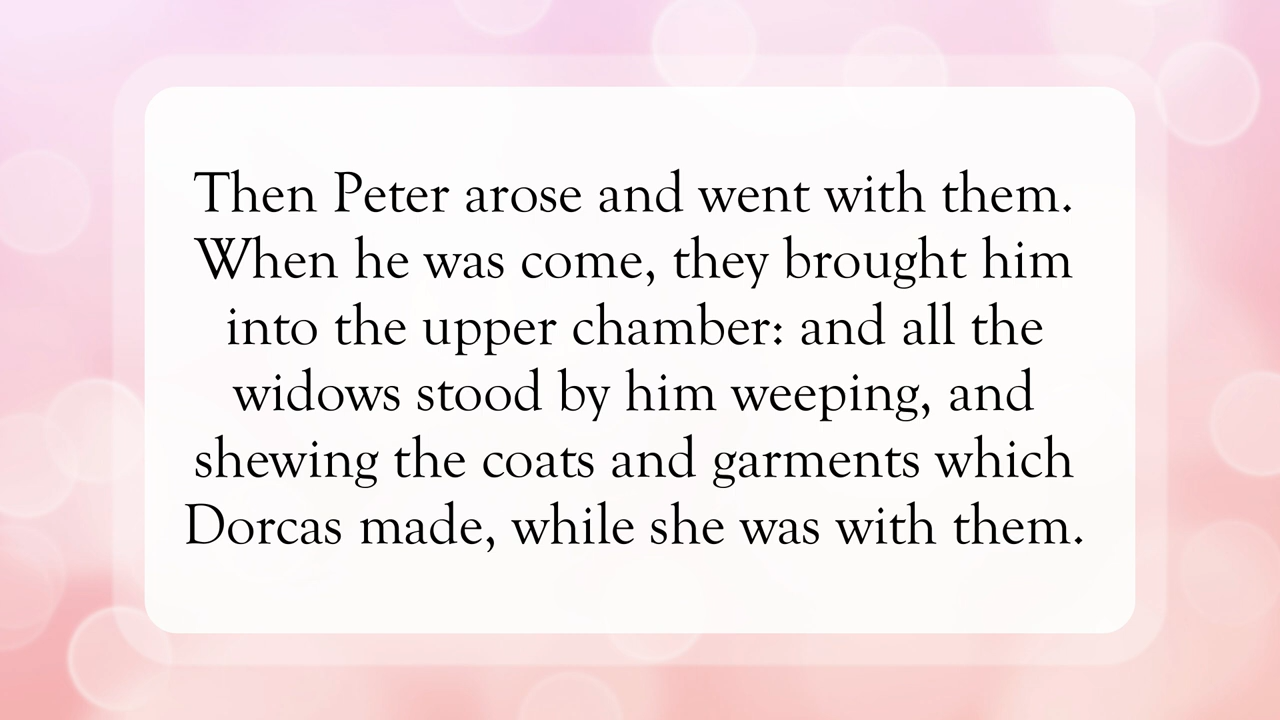 Then Peter arose and went with them.
When he was come, they brought him
into the upper chamber: and all the
widows stood by him weeping, and
shewing the coats and garments which
Dorcas made, while she was with them.